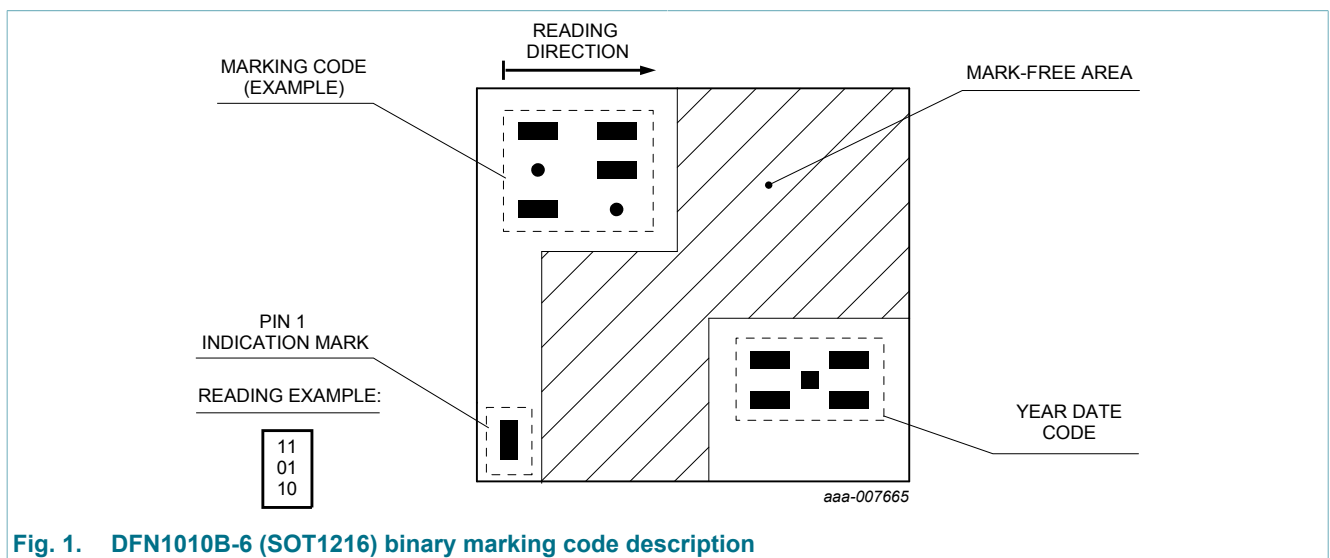 READING
DIRECTION
MARKING CODE
(EXAMPLE)
MARK-FREE AREA
PIN 1
INDICATION MARK
READING EXAMPLE:
11
01
10
YEAR DATE
CODE
aaa-007665
Fig. 1. DFN1010B-6 (SOT1216) binary marking code description